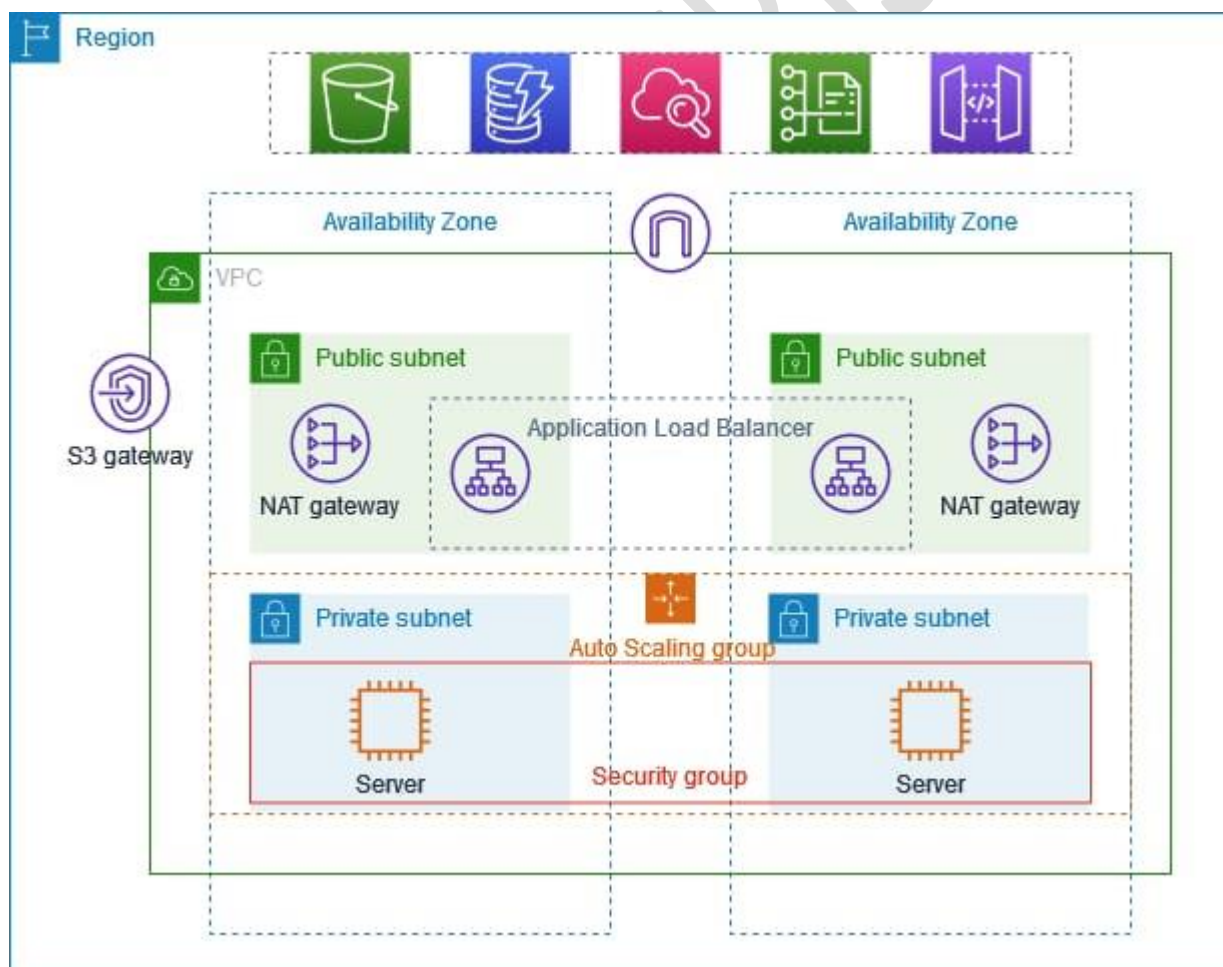 Region
Availability Zone
Availability Zone
VPC
Public subnet
Public subnet
S3 gateway
NAT gateway
Application Load Balancer
NAT gateway
Private subnet
Private subnet
Auto Scaling group
Server
Security group
Server